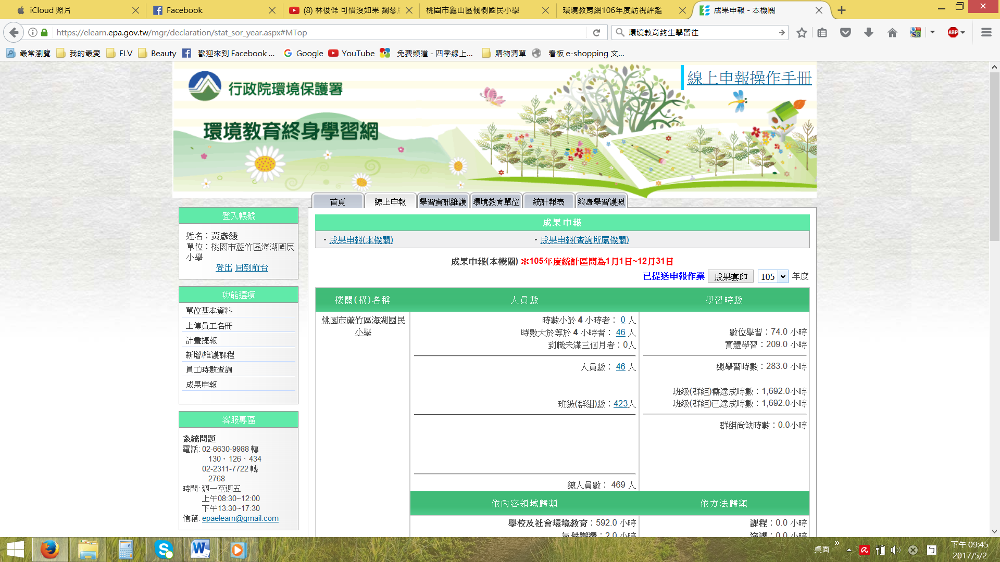 iCloud 照片
Facebook
(8) 林俊傑 可惜沒如果 鋼琴
桃園市龜山區楓樹國民小學
環境教育網106年度訪視評鑑
成果申報 - 本機關
https://elearn.epa.gov.tw/mgr/declaration/stat_sor_year.aspx#MTop
環境教育終生學習往
最常瀏覽
我的最愛
FLV
Beauty
歡迎來到 Facebook ...
Google
YouTube
免費頻道 - 四季線上...
購物清單
看板 e-shopping 文...
S3
ABP
行政院環境保護署
線上申報操作手冊
環境教育終身學習網
首頁
線上申報
學習資訊維護
環境教育單位
統計報表
終身學習護照
登入帳號
姓名：黃彥綾
單位：桃園市蘆竹區海湖國民
小學
登出 回到前台
功能選項
單位基本資料
上傳員工名冊
計畫提報
新增/維護課程
員工時數查詢
成果申報
客服專區
系統問題
電話: 02-6630-9988 轉
130、126、434
02-2311-7722 轉
2768
時間: 週一至週五
上午08:30~12:00
下午13:30~17:30
信箱: epaelearn@gmail.com
成果申報
・成果申報(本機關)
・成果申報(查詢所屬機關)
成果申報(本機關) ＊105年度統計區間為1月1日~12月31日
已提送申報作業 成果套印 105 年度
機關(構)名稱
人員數
學習時數
桃園市蘆竹區海湖國民
小學
時數小於 4 小時者： 0 人
時數大於等於 4 小時者： 46 人
到職未滿三個月者：0人
人員數： 46 人
班級(群組)數：423人
總人員數： 469 人
數位學習：74.0 小時
實體學習：209.0 小時
總學習時數：283.0 小時
班級(群組)需達成時數：1,692.0小時
班級(群組)已達成時數：1,692.0小時
群組尚缺時數：0.0小時
依內容領域歸類
依方法歸類
學校及社會環境教育：592.0 小時
課程：0.0 小時
氣候變遷：2.0 小時
演講：0.0 小時
桌面
下午 09:45
2017/5/2